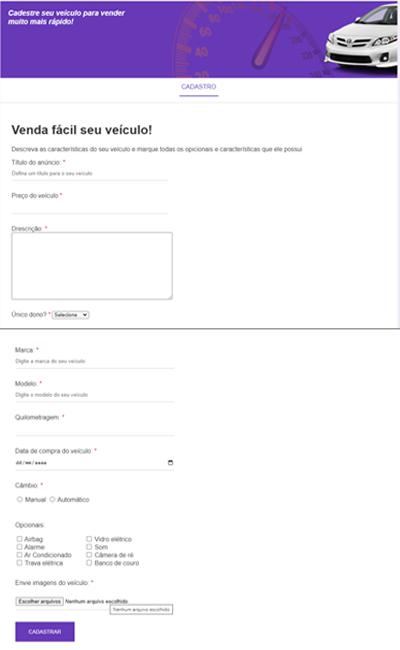 Cadestre seu veículo para vender
muito mais rápido!
CADASTRO
Venda fácil seu veículo!
Descreva as características do seu veículo e marque todas os opicionais e características que ele possui
Título do anúncio: *
Defina um título para o seu veículo
Preço do veículo *
Drescrição: *
Único dono? * Selecione
Marca: *
Digite a marca do seu veículo
Modelo: *
Digite o modelo do seu veículo
Quilometragem: *
Data de compra do veículo: *
dd/mm/aaaa
Câmbio: *
Manual Automático
Opcionais:
Airbag Vidro elétrico
Alarme Som
Ar Condicionado Câmera de ré
Trava elétrica Banco de couro
Envie imagens do veículo: *
Escolher arquivos Nenhum arquivo escolhido
Nenhum arquivo escolhido
CADASTRAR